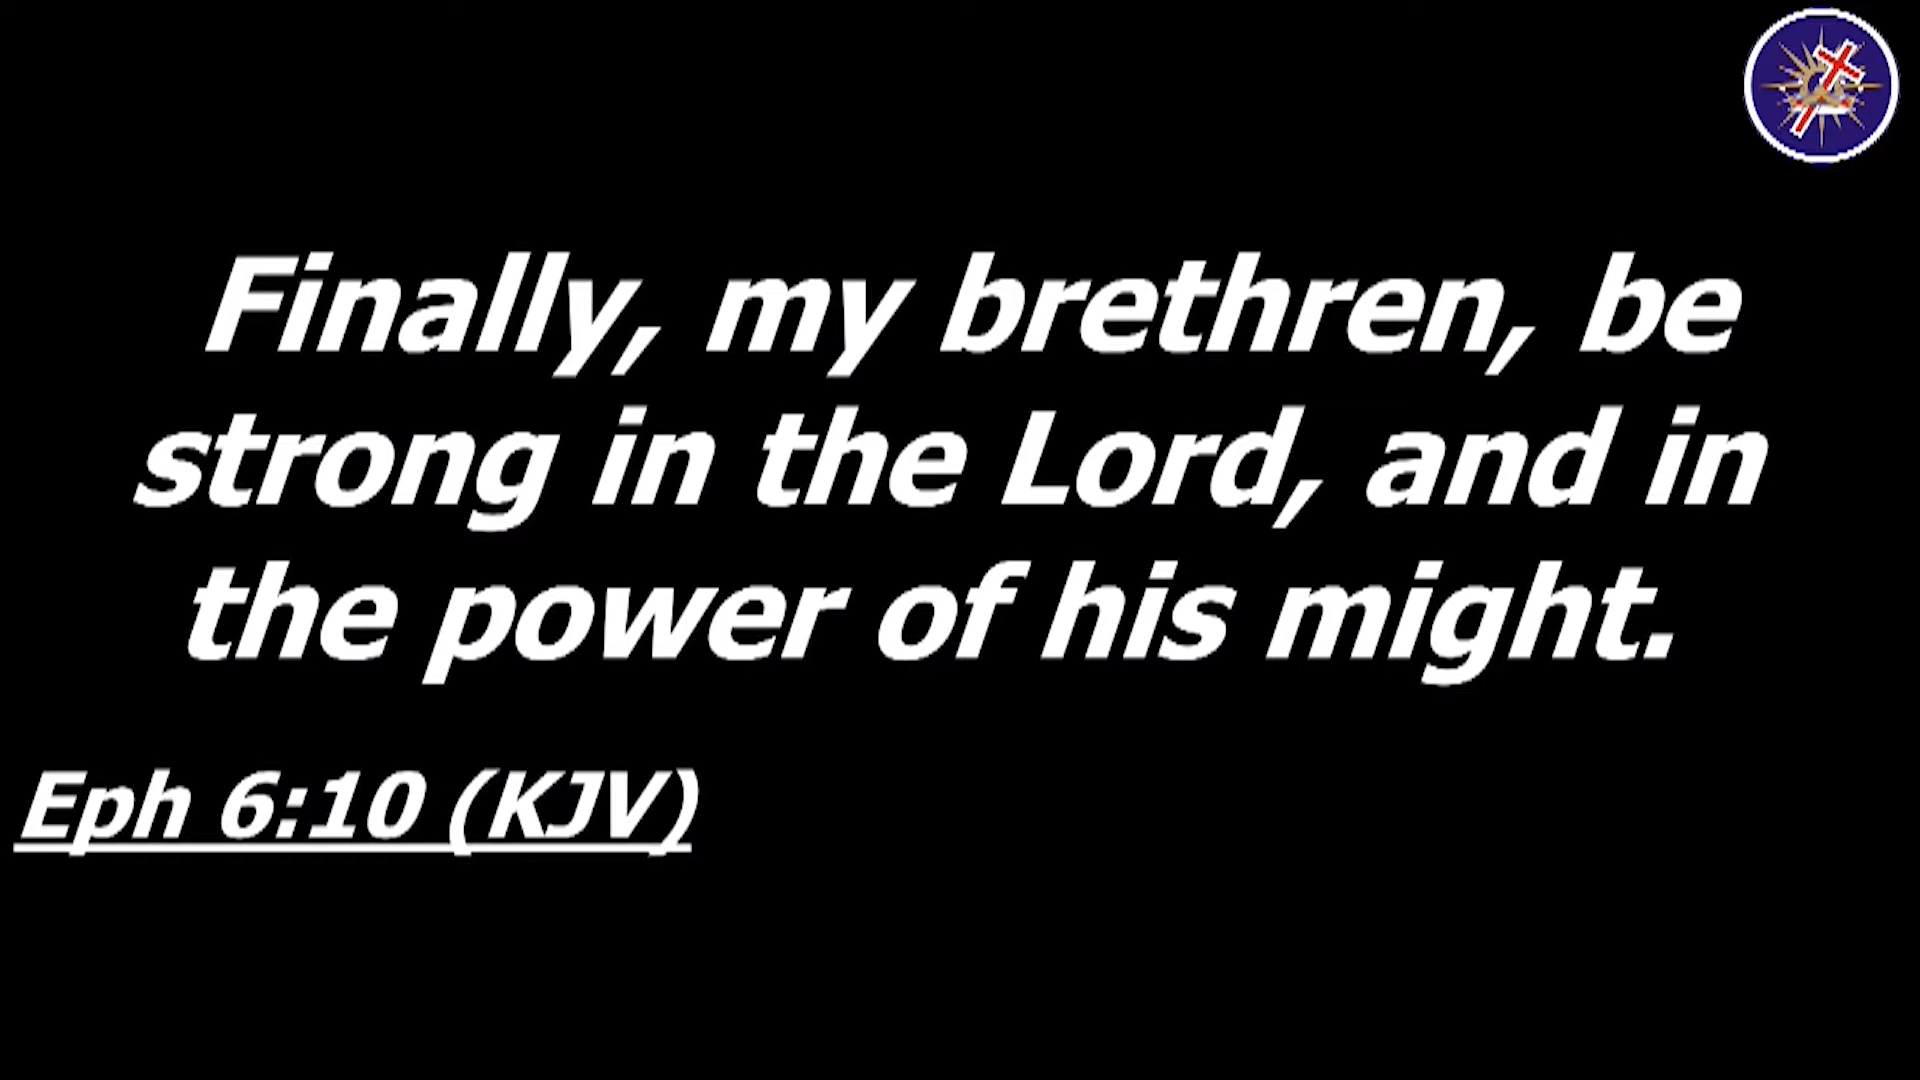 Finally, my brethren, be
strong in the Lord, and in
the power of his might.
Eph 6:10 (KJV)